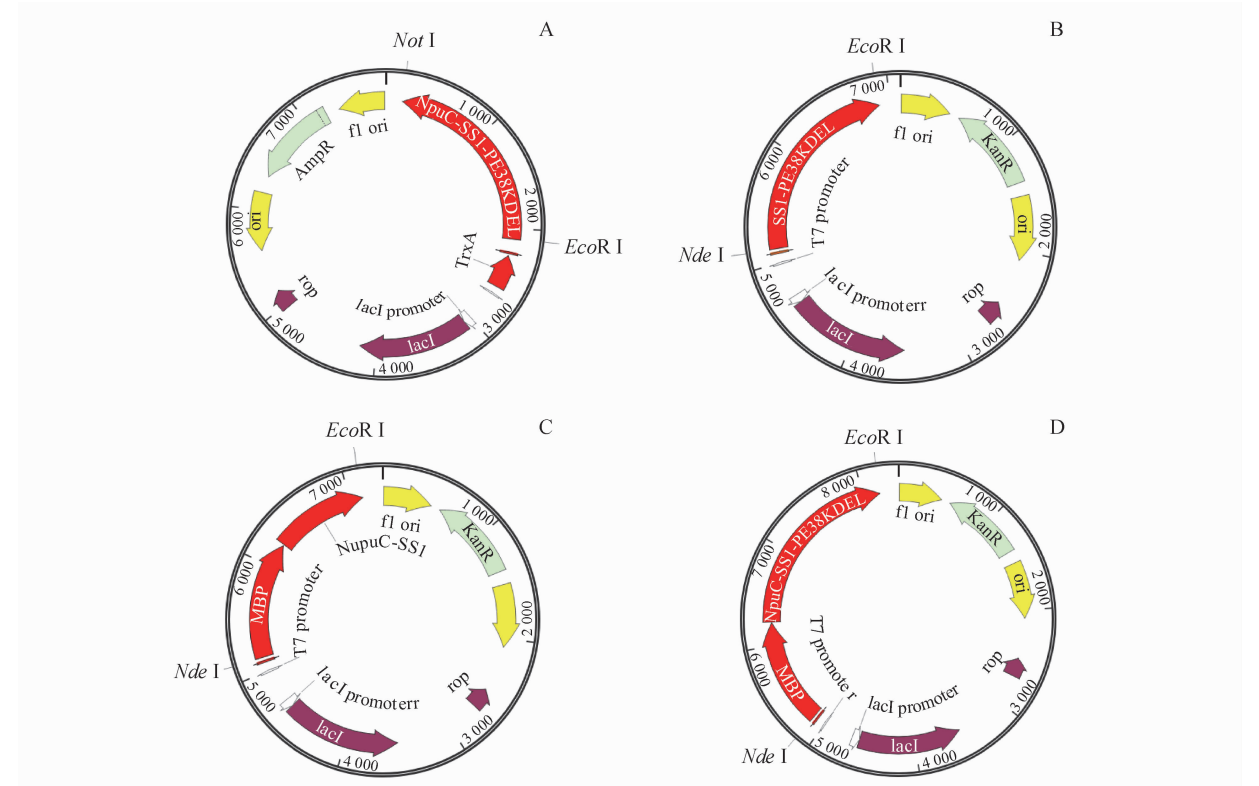 A
Not I
EcoR I
1 000
2 000
3 000
4 000
5 000
6 000
7 000
f1 ori
AmpR
ori
rop
lacI promoter
lacI
TrxA
NpuC-SS1-PE38KDEL
B
EcoR I
Nde I
1 000
2 000
3 000
4 000
5 000
6 000
7 000
f1 ori
KanR
ori
rop
lacI promoterr
lacI
T7 promoter
SS1-PE38KDEL
C
EcoR I
Nde I
1 000
2 000
3 000
4 000
5 000
6 000
7 000
f1 ori
KanR
rop
lacI promoterr
lacI
T7 promoter
MBP
NupuC-SS1
D
EcoR I
Nde I
1 000
2 000
3 000
4 000
5 000
6 000
7 000
8 000
f1 ori
KanR
ori
rop
lacI promoter
lacI
T7 promote r
MBP
NpuC-SS1-PE38KDEL